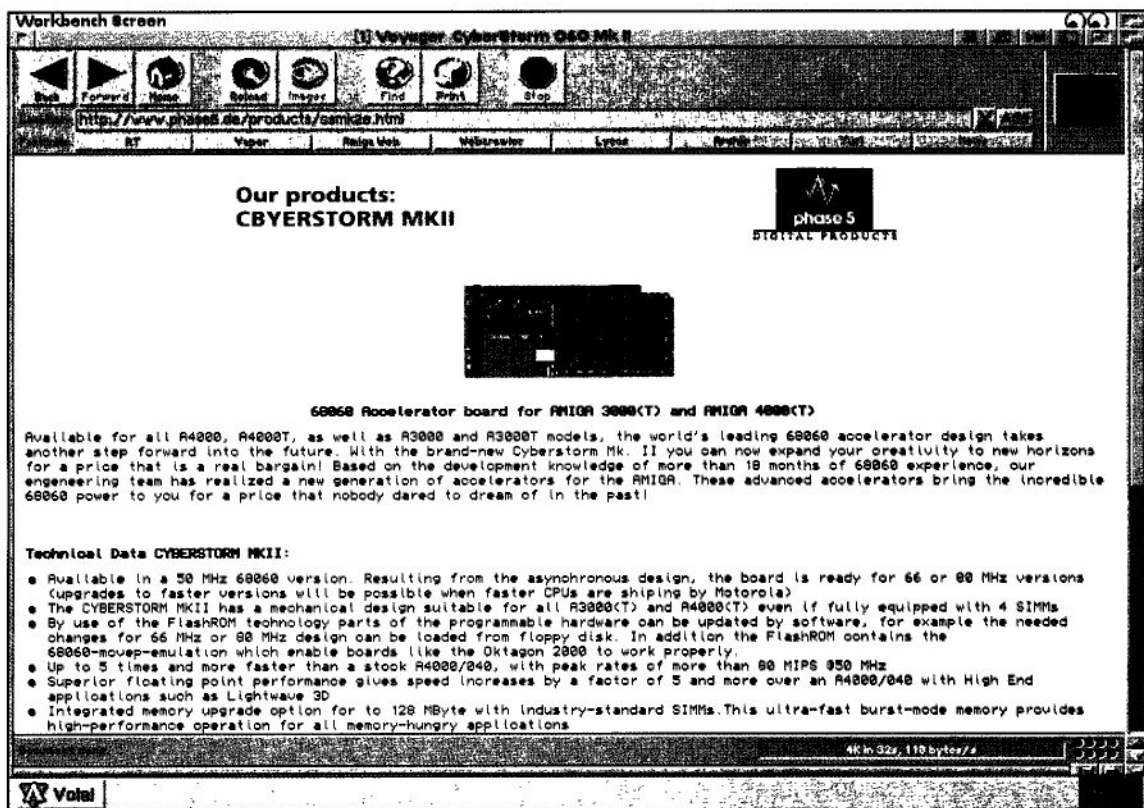 Workbench Screen
[1] Voyager CyberStorm 060 Mk II
Back Forward Home Reload Images Find Print Stop
http://www.phase5.de/products/csmk2e.html
RT Vapor Amiga Web Webcrawler Lycos
Our products:
CBYERSTORM MKII
phase 5
DIGITAL PRODUCTS
68060 Accelerator board for AMIGA 3000(T) and AMIGA 4000(T)
Available for all A4000, A4000T, as well as A3000 and A3000T models, the world's leading 68060 accelerator design takes
another step forward into the future. With the brand-new Cyberstorm Mk. II you can now expand your creativity to new horizons
for a price that is a real bargain! Based on the development knowledge of more than 18 months of 68060 experience, our
engeneering team has realized a new generation of accelerators for the AMIGA. These advanced accelerators bring the incredible
68060 power to you for a price that nobody dared to dream of in the past!
Technical Data CYBERSTORM MKII:
● Available in a 50 MHz 68060 version. Resulting from the asynchronous design, the board is ready for 66 or 80 MHz versions
(upgrades to faster versions will be possible when faster CPUs are shiping by Motorola)
● The CYBERSTORM MKII has a mechanical design suitable for all A3000(T) and A4000(T) even if fully equipped with 4 SIMMs
● By use of the FlashROM technology parts of the programmable hardware can be updated by software, for example the needed
changes for 66 MHz or 80 MHz design can be loaded from floppy disk. In addition the FlashROM contains the
68060-movep-emulation which enable boards like the Oktagon 2000 to work properly.
● Up to 5 times and more faster than a stock A4000/040, with peak rates of more than 80 MIPS @50 MHz
● Superior floating point performance gives speed increases by a factor of 5 and more over an A4000/040 with High End
applications such as Lightwave 3D
● Integrated memory upgrade option for to 128 MByte with industry-standard SIMMs.This ultra-fast burst-mode memory provides
high-performance operation for all memory-hungry applications
4K in 32s, 118 bytes/s